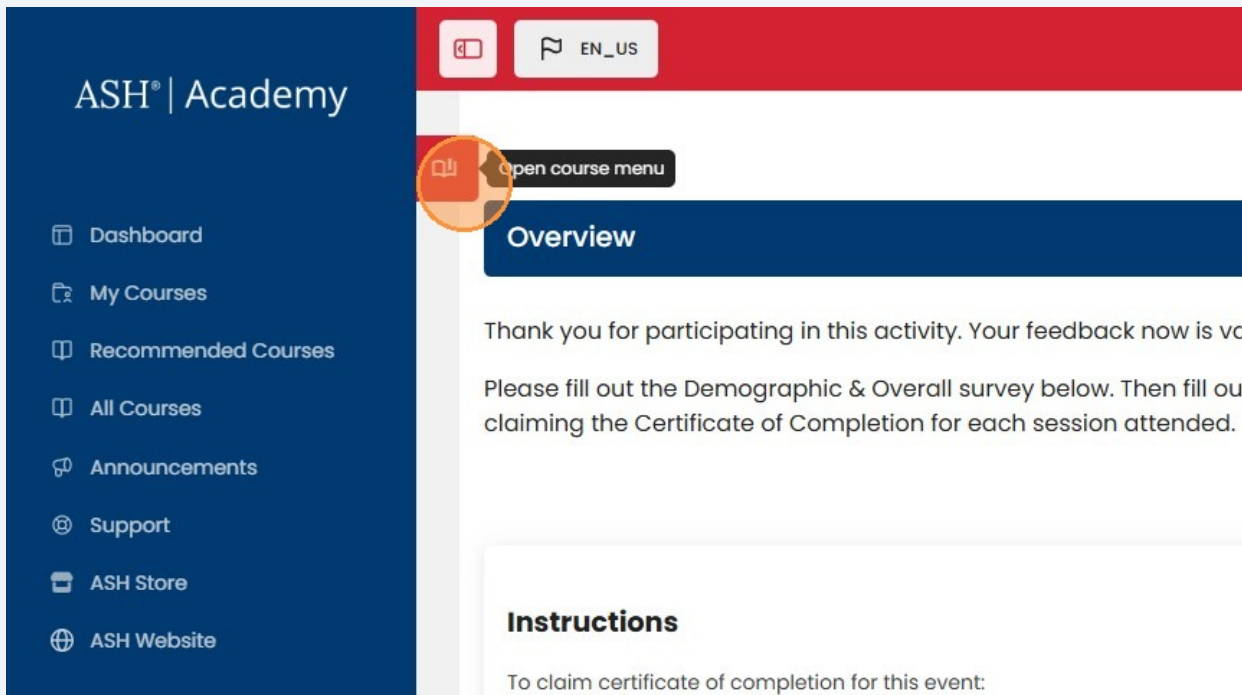 ASH® | Academy
Dashboard
My Courses
Recommended Courses
All Courses
Announcements
Support
ASH Store
ASH Website
EN_US
Open course menu
Overview
Thank you for participating in this activity. Your feedback now is
Please fill out the Demographic & Overall survey below. Then fill
claiming the Certificate of Completion for each session attended.
Instructions
To claim certificate of completion for this event: